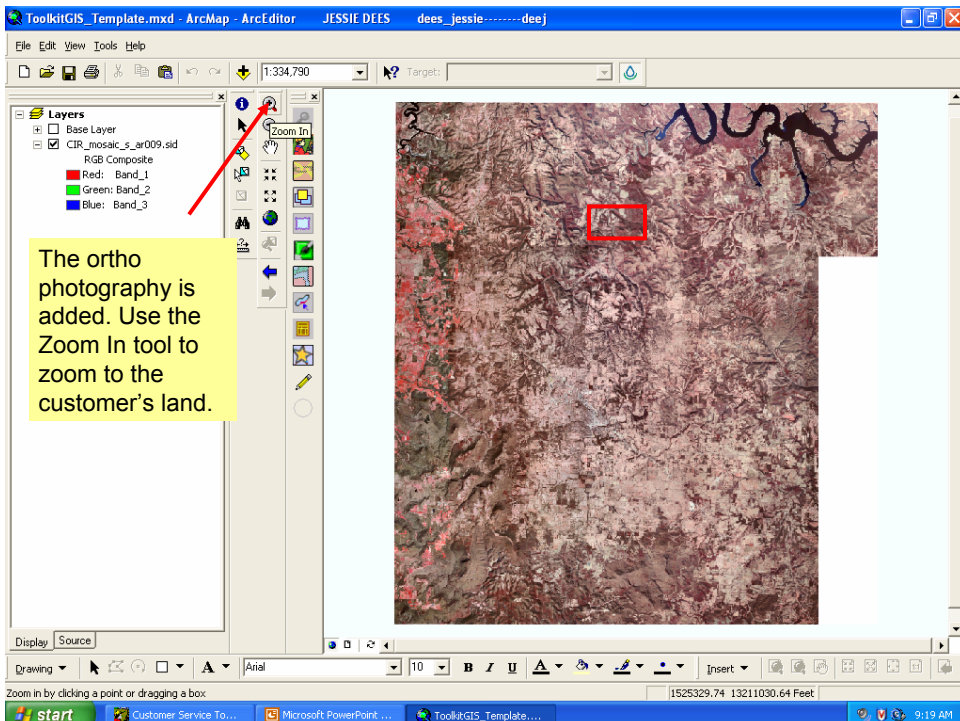 ToolkitGIS_Template.mxd - ArcMap - ArcEditor JESSIE DEES dees_jessie--------deej
File Edit View Tools Help
1:334,790 Target:
Layers
Base Layer
CIR_mosaic_s_ar009.sid
RGB Composite
Red: Band_1
Green: Band_2
Blue: Band_3
Zoom In
The ortho
photography is
added. Use the
Zoom In tool to
zoom to the
customer’s land.
Display Source
Drawing A Arial 10 B I U A Insert
Zoom in by clicking a point or dragging a box 1525329.74 13211030.64 Feet
start Customer Service To... Microsoft PowerPoint ... ToolkitGIS_Template.... 9:19 AM